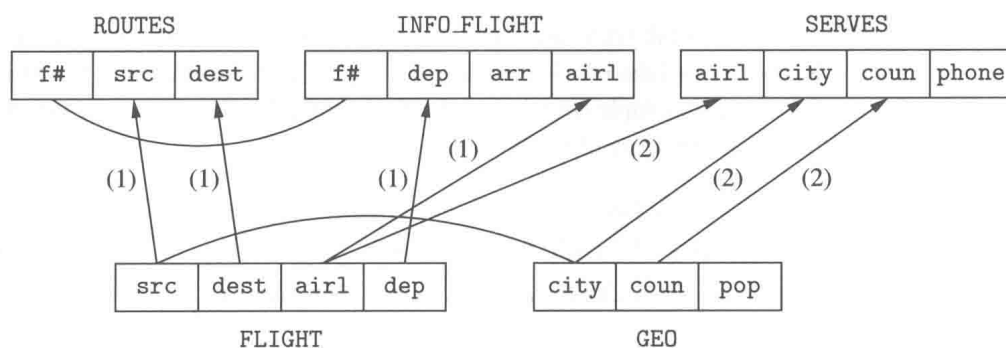 ROUTES INFO_FLIGHT SERVES
f# src dest f# dep arr airl airl city coun phone
(1) (1) (1) (1) (2) (2) (2)
src dest airl dep city coun pop
FLIGHT GEO